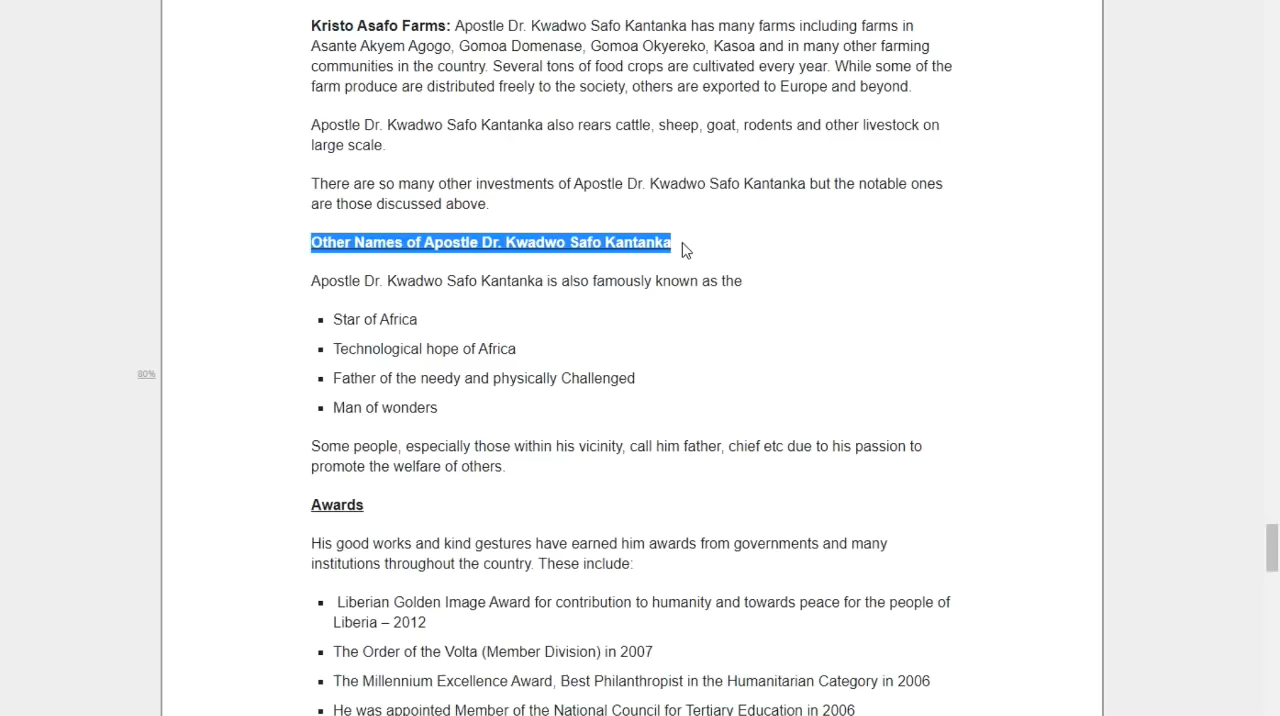 Kristo Asafo Farms: Apostle Dr. Kwadwo Safo Kantanka has many farms including farms in
Asante Akyem Agogo, Gomoa Domenase, Gomoa Okyereko, Kasoa and in many other farming
communities in the country. Several tons of food crops are cultivated every year. While some of the
farm produce are distributed freely to the society, others are exported to Europe and beyond.
Apostle Dr. Kwadwo Safo Kantanka also rears cattle, sheep, goat, rodents and other livestock on
large scale.
There are so many other investments of Apostle Dr. Kwadwo Safo Kantanka but the notable ones
are those discussed above.
Other Names of Apostle Dr. Kwadwo Safo Kantanka
Apostle Dr. Kwadwo Safo Kantanka is also famously known as the
▪ Star of Africa
▪ Technological hope of Africa
80%
▪ Father of the needy and physically Challenged
▪ Man of wonders
Some people, especially those within his vicinity, call him father, chief etc due to his passion to
promote the welfare of others.
Awards
His good works and kind gestures have earned him awards from governments and many
institutions throughout the country. These include:
▪ Liberian Golden Image Award for contribution to humanity and towards peace for the people of
Liberia – 2012
▪ The Order of the Volta (Member Division) in 2007
▪ The Millennium Excellence Award, Best Philanthropist in the Humanitarian Category in 2006
▪ He was appointed Member of the National Council for Tertiary Education in 2006